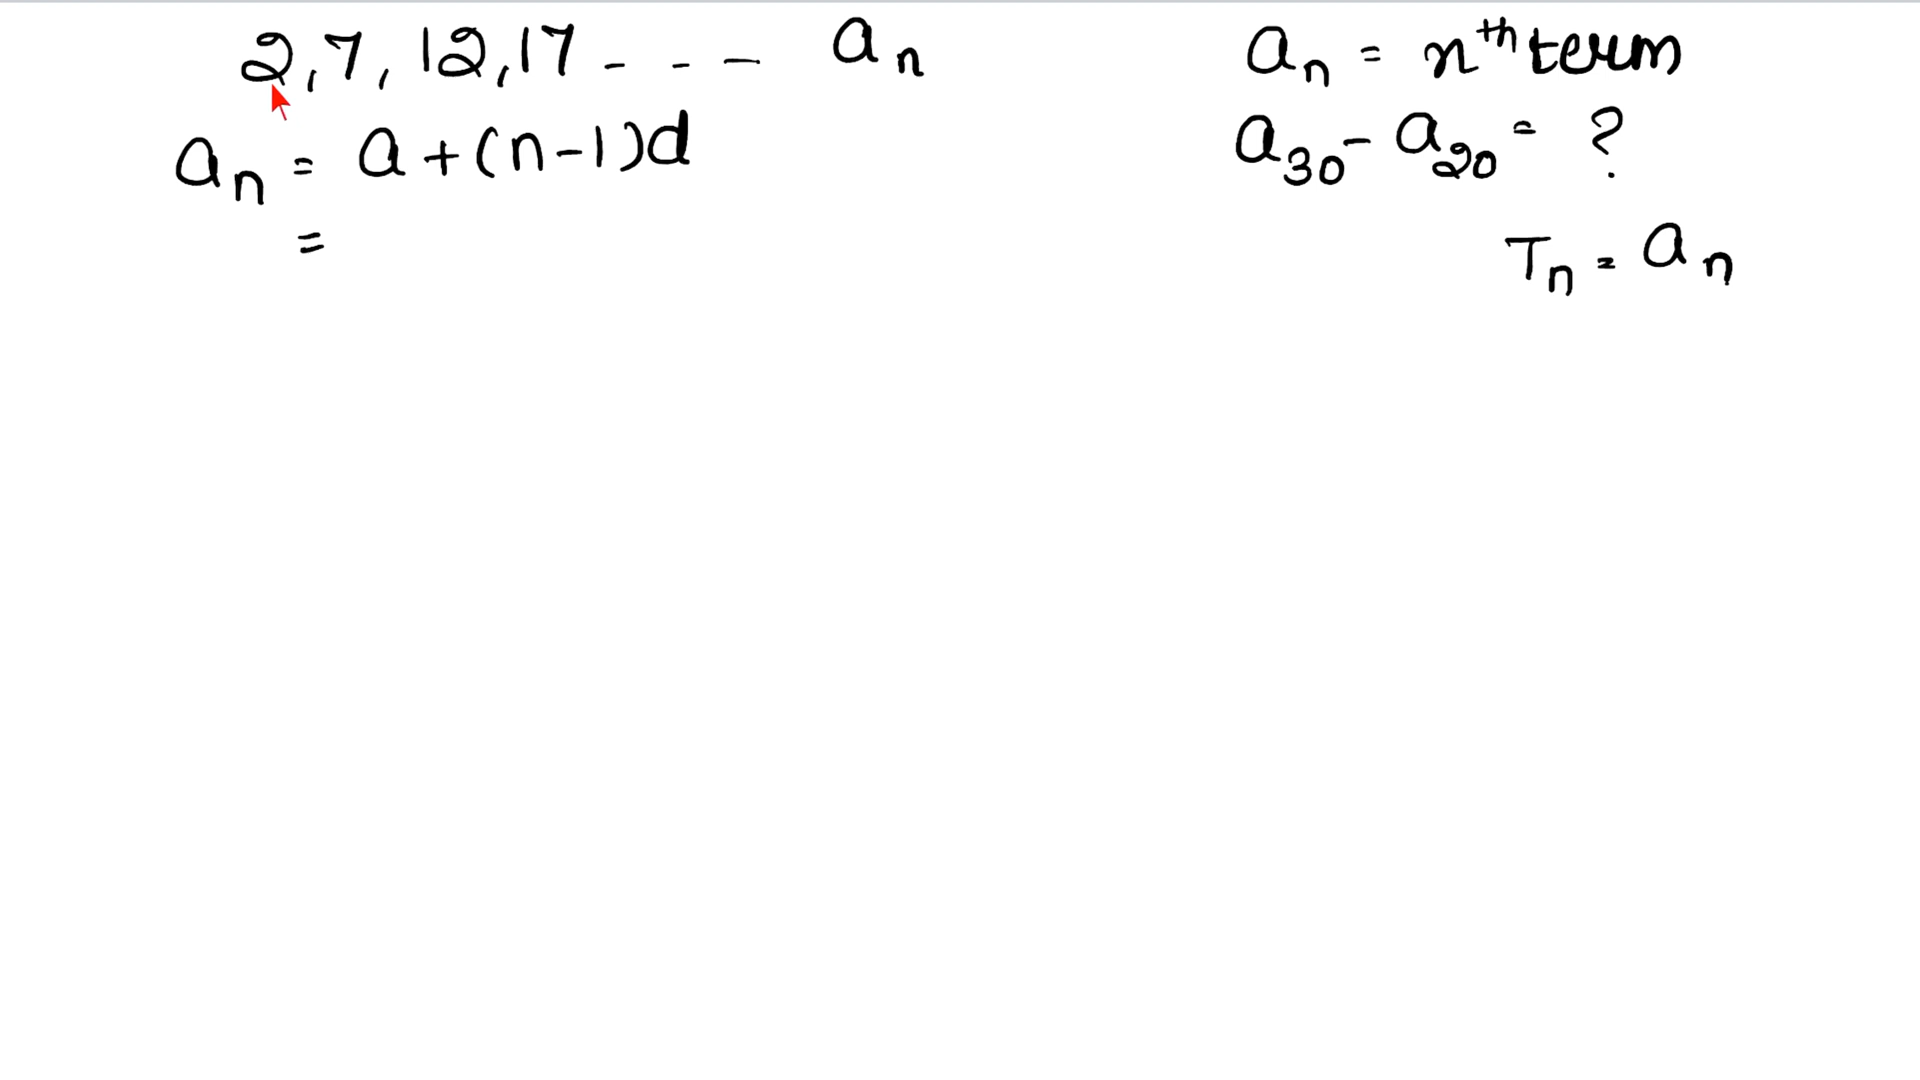 2, 7, 12, 17 - - - aₙ
aₙ = a + (n-1)d
=
aₙ = nᵗʰ term
a₃₀ - a₂₀ = ?
Tₙ = aₙ